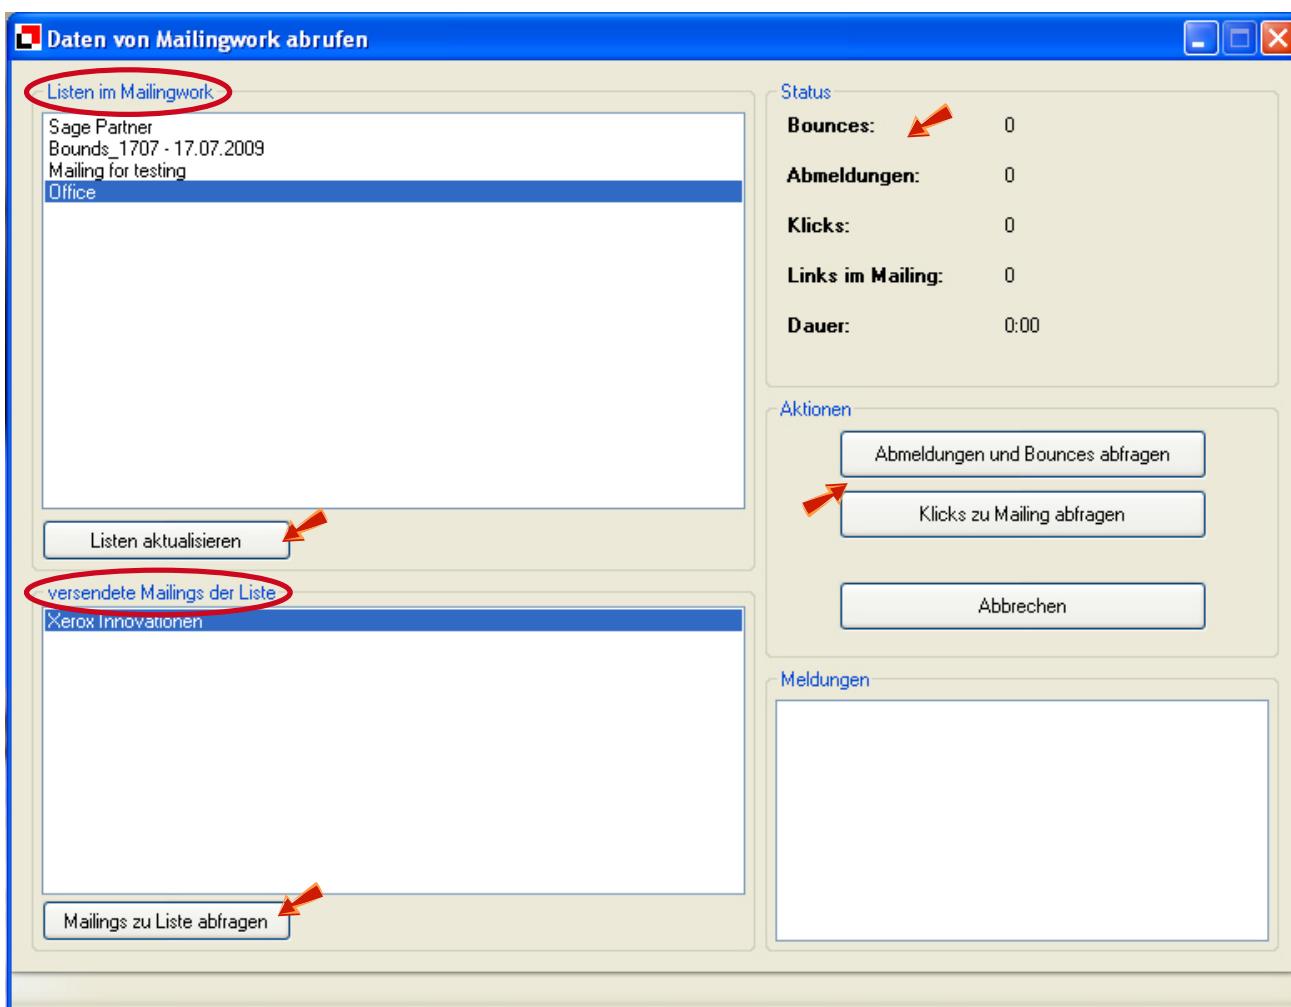 Daten von Mailingwork abrufen
Listen im Mailingwork
Sage Partner
Bounds_1707 - 17.07.2009
Mailing for testing
Office
Listen aktualisieren
versendete Mailings der Liste
Xerox Innovationen
Mailings zu Liste abfragen
Status
Bounces: 0
Abmeldungen: 0
Klicks: 0
Links im Mailing: 0
Dauer: 0:00
Aktionen
Abmeldungen und Bounces abfragen
Klicks zu Mailing abfragen
Abbrechen
Meldungen